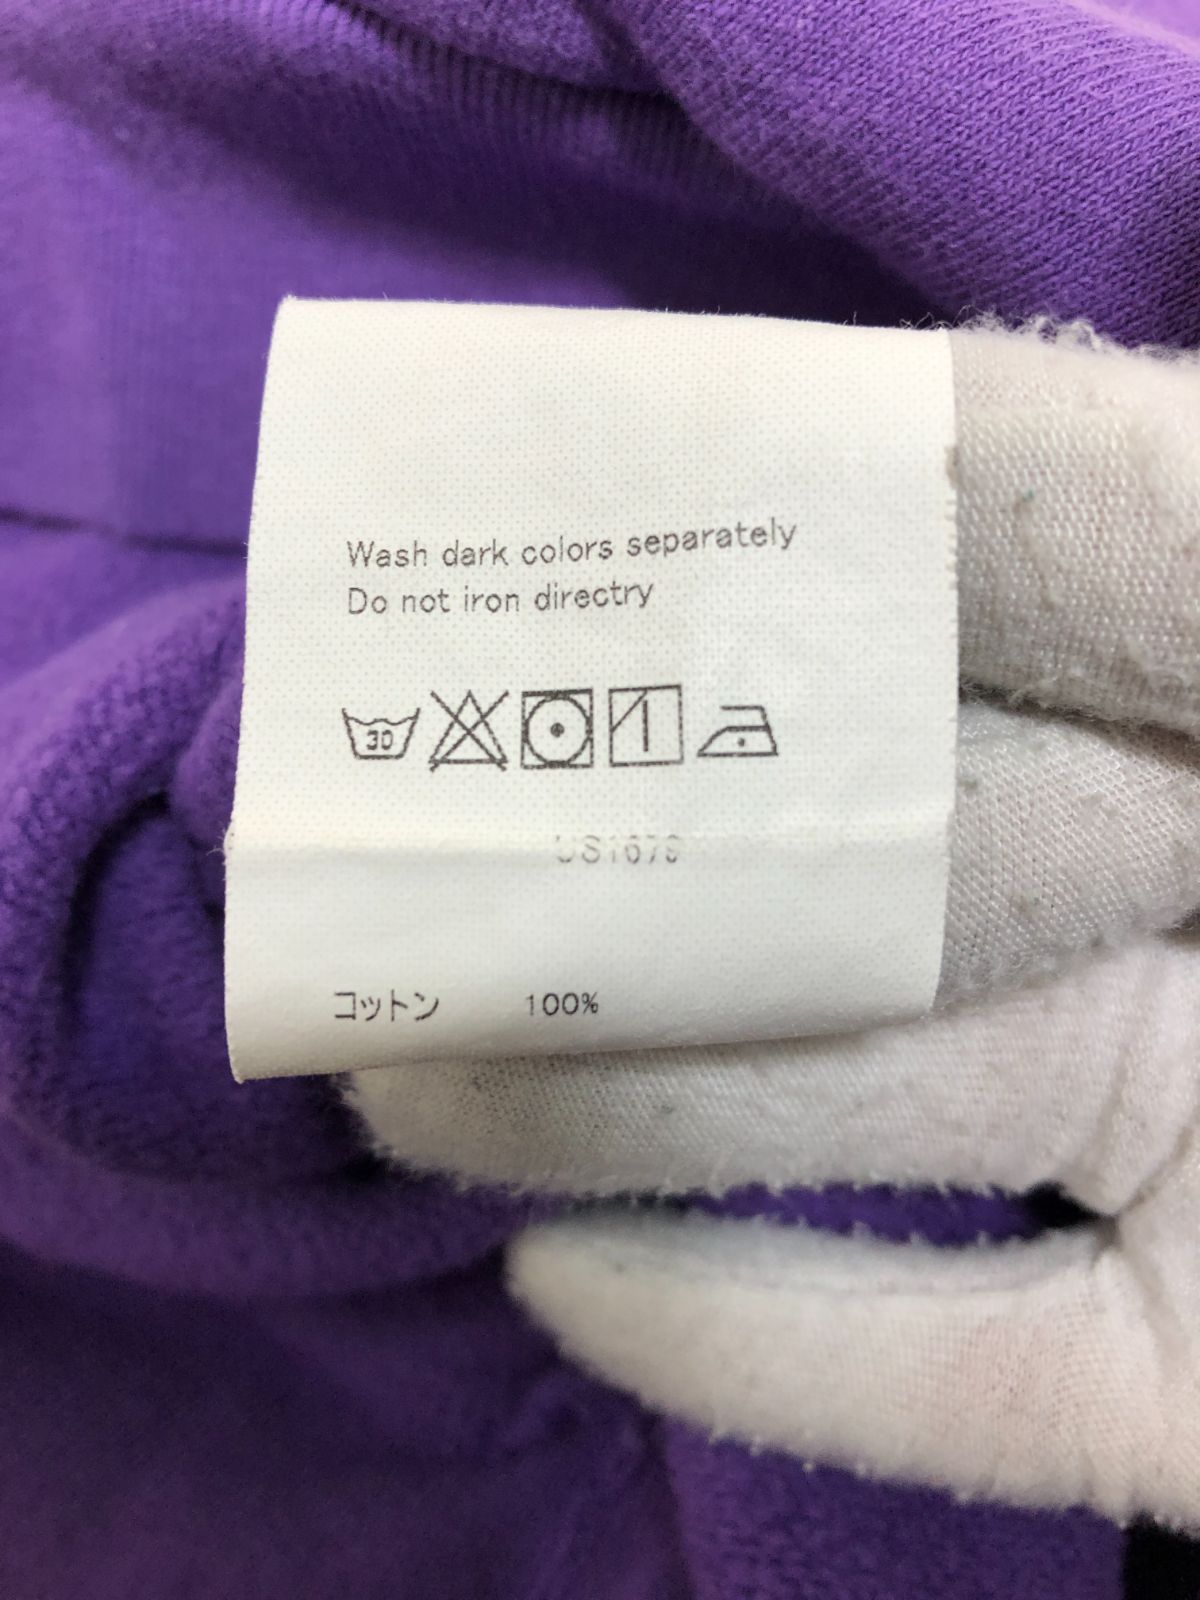 Wash dark colors separately
Do not iron directry
30
コットン 100%